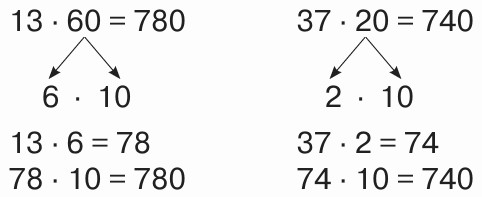 13 · 60 = 780
6 · 10
13 · 6 = 78
78 · 10 = 780
37 · 20 = 740
2 · 10
37 · 2 = 74
74 · 10 = 740